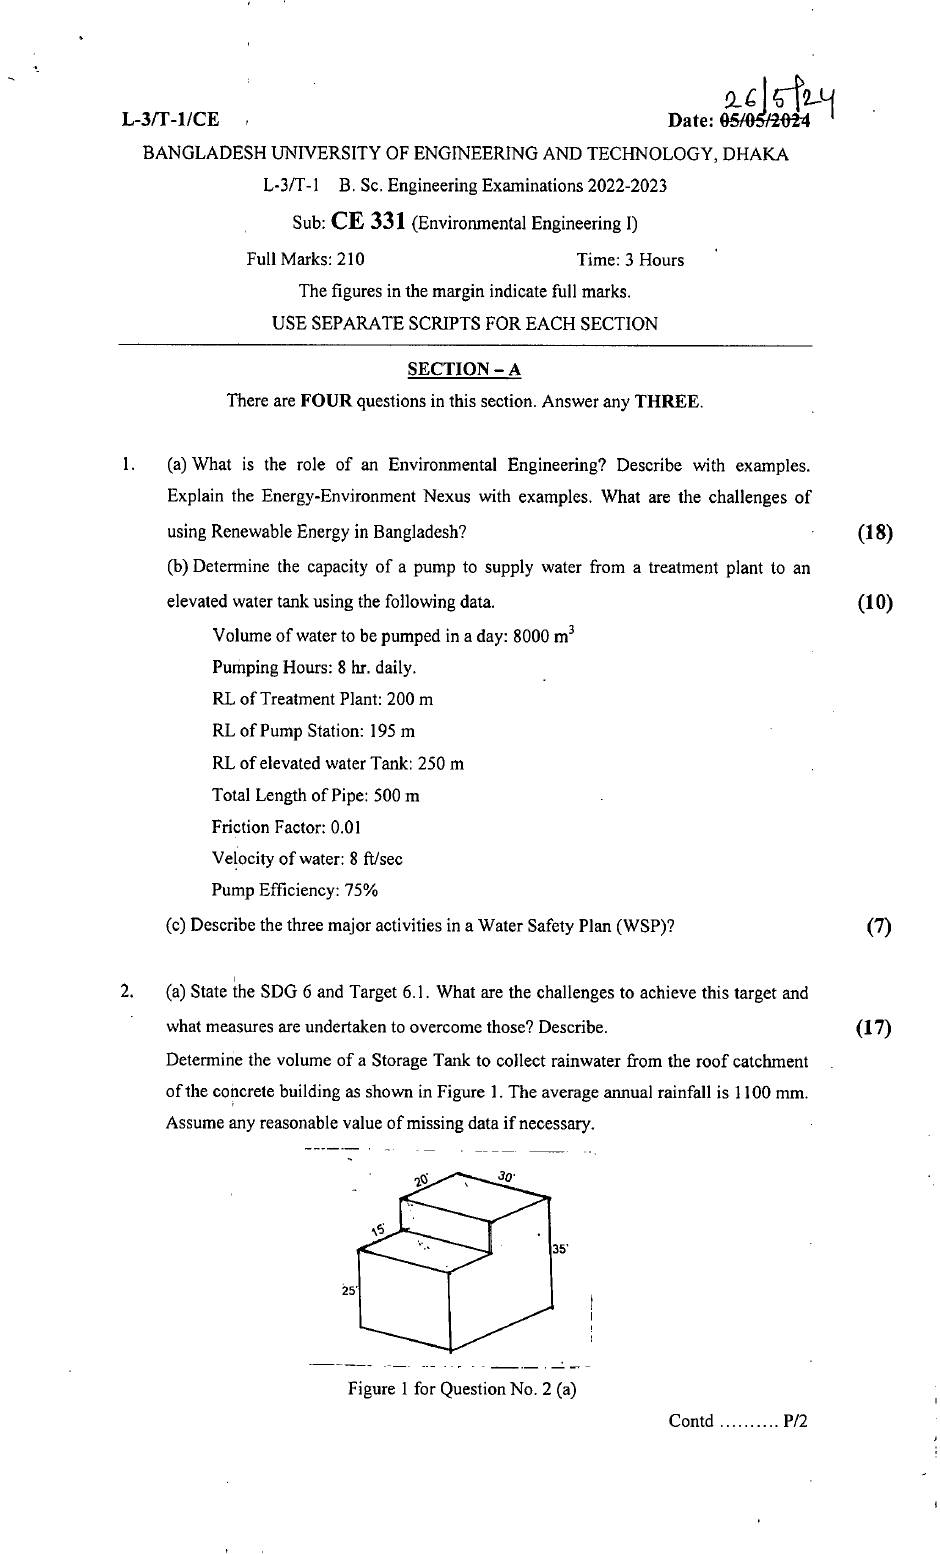 26/5/24
L-3/T-1/CE Date: 05/05/2024
BANGLADESH UNIVERSITY OF ENGINEERING AND TECHNOLOGY, DHAKA
L-3/T-1 B. Sc. Engineering Examinations 2022-2023
Sub: CE 331 (Environmental Engineering I)
Full Marks: 210 Time: 3 Hours
The figures in the margin indicate full marks.
USE SEPARATE SCRIPTS FOR EACH SECTION
SECTION – A
There are FOUR questions in this section. Answer any THREE.
1. (a) What is the role of an Environmental Engineering? Describe with examples.
Explain the Energy-Environment Nexus with examples. What are the challenges of
using Renewable Energy in Bangladesh? (18)
(b) Determine the capacity of a pump to supply water from a treatment plant to an
elevated water tank using the following data. (10)
Volume of water to be pumped in a day: 8000 m³
Pumping Hours: 8 hr. daily.
RL of Treatment Plant: 200 m
RL of Pump Station: 195 m
RL of elevated water Tank: 250 m
Total Length of Pipe: 500 m
Friction Factor: 0.01
Velocity of water: 8 ft/sec
Pump Efficiency: 75%
(c) Describe the three major activities in a Water Safety Plan (WSP)? (7)
2. (a) State the SDG 6 and Target 6.1. What are the challenges to achieve this target and
what measures are undertaken to overcome those? Describe. (17)
Determine the volume of a Storage Tank to collect rainwater from the roof catchment
of the concrete building as shown in Figure 1. The average annual rainfall is 1100 mm.
Assume any reasonable value of missing data if necessary.
20' 30'
15'
35'
25'
Figure 1 for Question No. 2 (a)
Contd .......... P/2